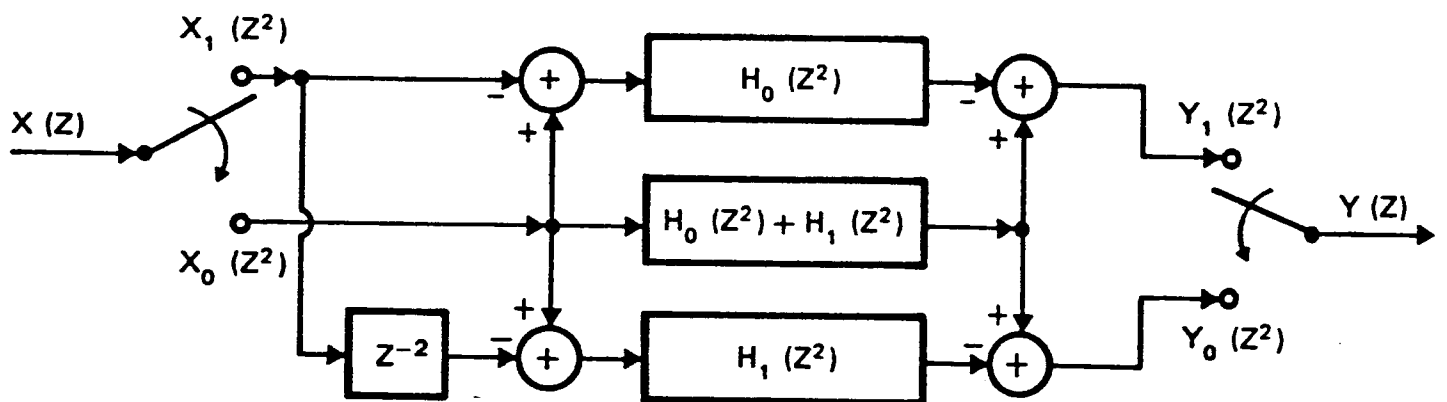 X₁ (Z²)
X (Z)
X₀ (Z²)
−
+
+
H₀ (Z²)
−
+
+
Y₁ (Z²)
H₀ (Z²) + H₁ (Z²)
Y (Z)
Z⁻²
+
−
+
H₁ (Z²)
+
−
+
Y₀ (Z²)